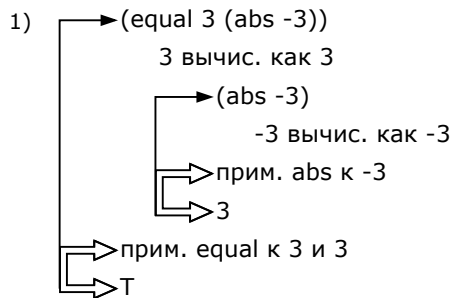 1) (equal 3 (abs -3))
3 вычис. как 3
(abs -3)
-3 вычис. как -3
прим. abs к -3
3
прим. equal к 3 и 3
T